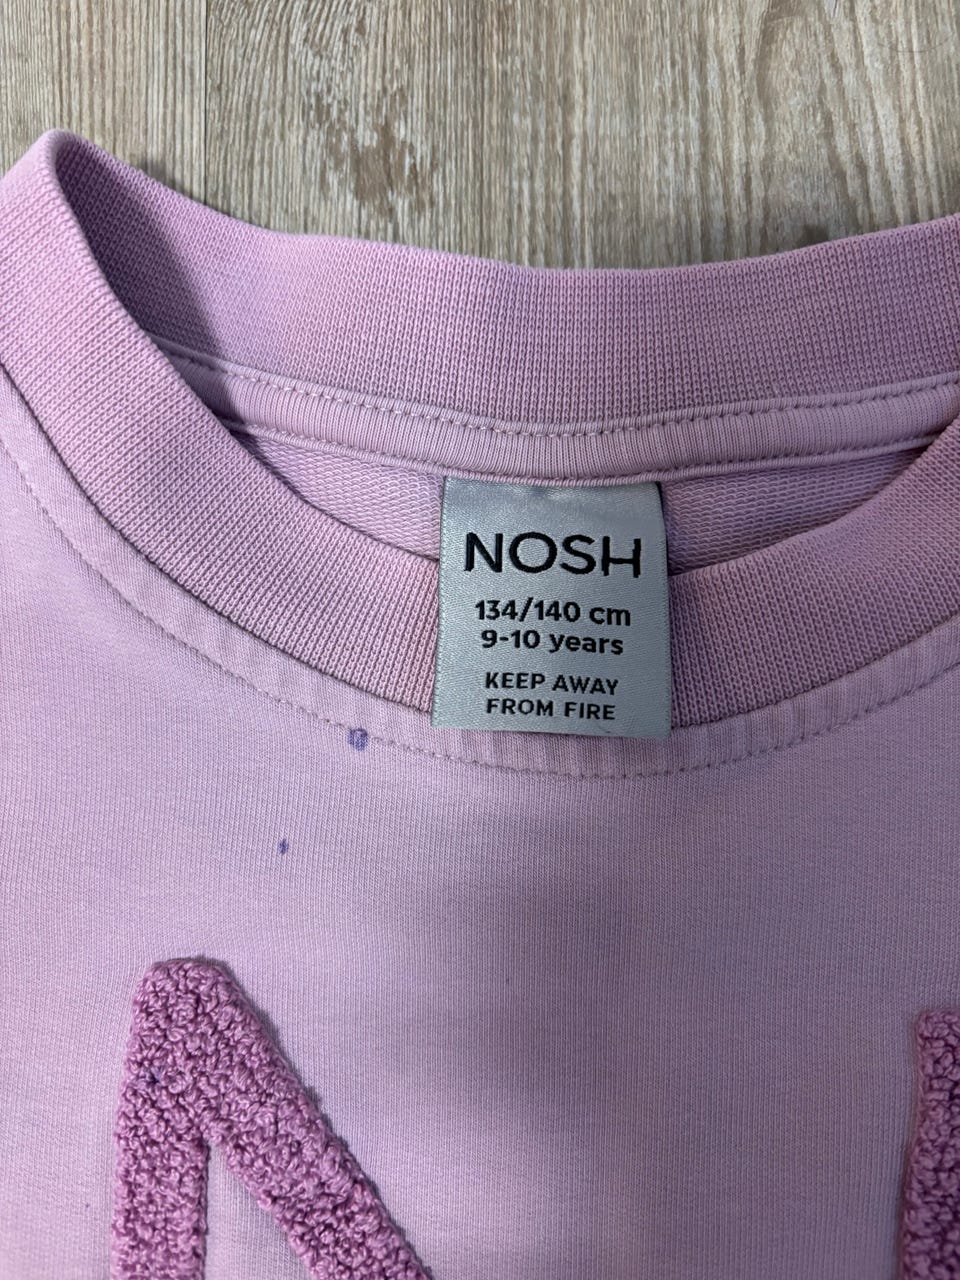 NOSH
134/140 cm
9-10 years
KEEP AWAY
FROM FIRE